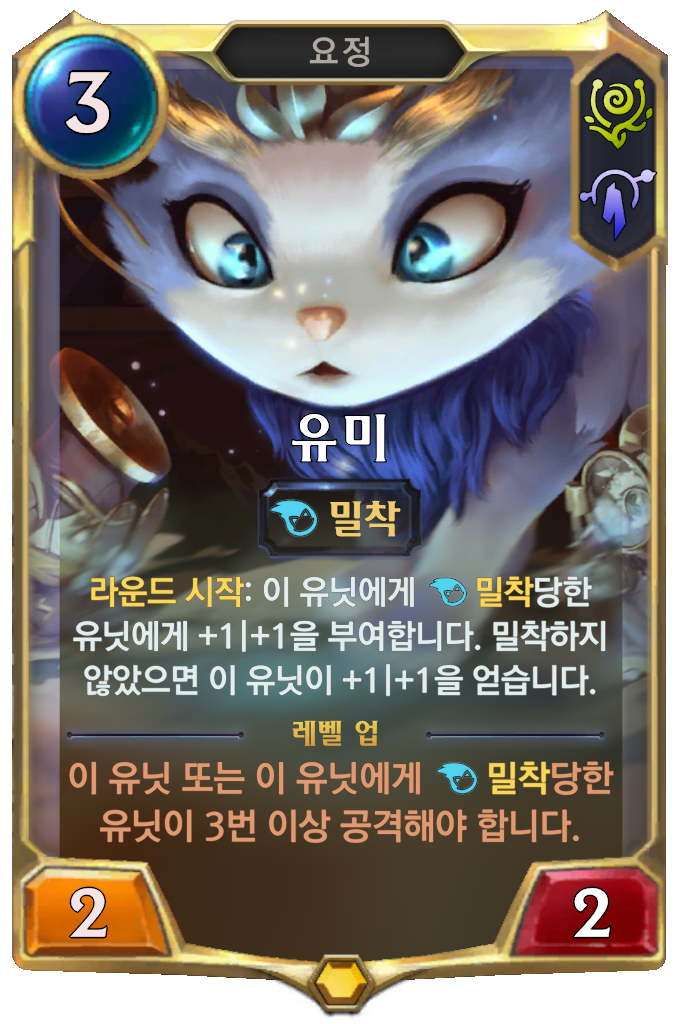 3
요정
유미
밀착
라운드 시작: 이 유닛에게 밀착당한
유닛에게 +1|+1을 부여합니다. 밀착하지
않았으면 이 유닛이 +1|+1을 얻습니다.
레벨 업
이 유닛 또는 이 유닛에게 밀착당한
유닛이 3번 이상 공격해야 합니다.
2
2